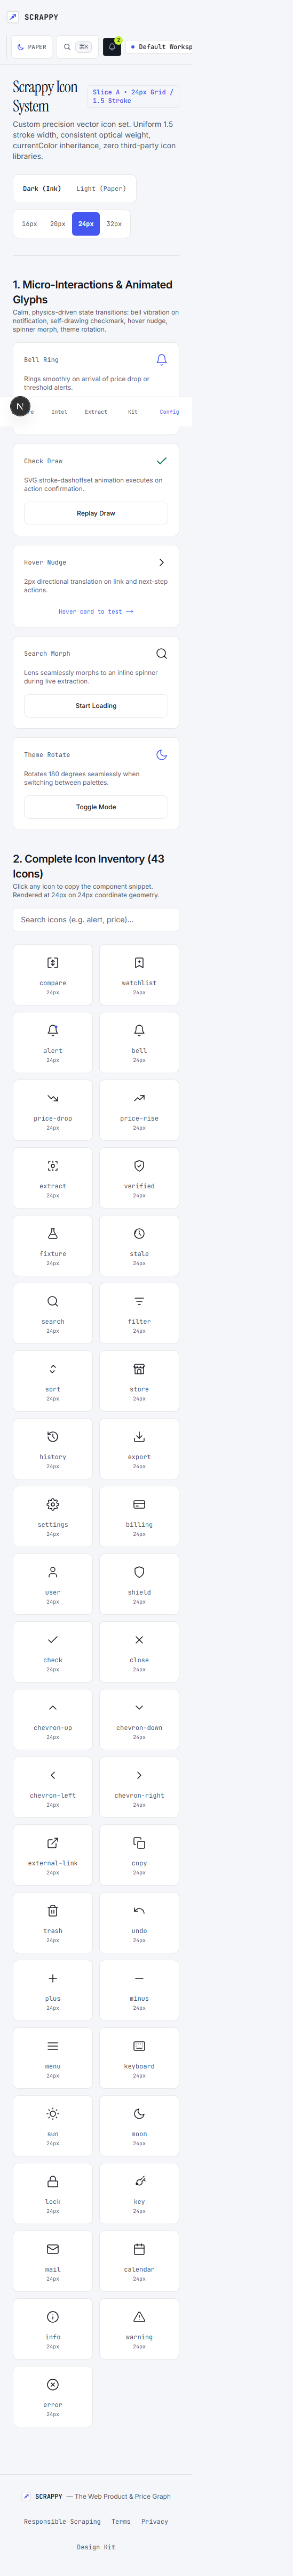 SCRAPPY
PAPER
⌘K
2
Default Worksp
Scrappy Icon
System
Slice A • 24px Grid /
1.5 Stroke
Custom precision vector icon set. Uniform 1.5
stroke width, consistent optical weight,
currentColor inheritance, zero third-party icon
libraries.
Dark (Ink) Light (Paper)
16px 20px 24px 32px
1. Micro-Interactions & Animated
Glyphs
Calm, physics-driven state transitions: bell vibration on
notification, self-drawing checkmark, hover nudge,
spinner morph, theme rotation.
Bell Ring
Rings smoothly on arrival of price drop or
threshold alerts.
N
Intel Extract Kit Config
Check Draw
SVG stroke-dashoffset animation executes on
action confirmation.
Replay Draw
Hover Nudge
2px directional translation on link and next-step
actions.
Hover card to test →
Search Morph
Lens seamlessly morphs to an inline spinner
during live extraction.
Start Loading
Theme Rotate
Rotates 180 degrees seamlessly when
switching between palettes.
Toggle Mode
2. Complete Icon Inventory (43
Icons)
Click any icon to copy the component snippet.
Rendered at 24px on 24px coordinate geometry.
Search icons (e.g. alert, price)...
compare watchlist
24px 24px
alert bell
24px 24px
price-drop price-rise
24px 24px
extract verified
24px 24px
fixture stale
24px 24px
search filter
24px 24px
sort store
24px 24px
history export
24px 24px
settings billing
24px 24px
user shield
24px 24px
check close
24px 24px
chevron-up chevron-down
24px 24px
chevron-left chevron-right
24px 24px
external-link copy
24px 24px
trash undo
24px 24px
plus minus
24px 24px
menu keyboard
24px 24px
sun moon
24px 24px
lock key
24px 24px
mail calendar
24px 24px
info warning
24px 24px
error
24px
SCRAPPY — The Web Product & Price Graph
Responsible Scraping Terms Privacy
Design Kit